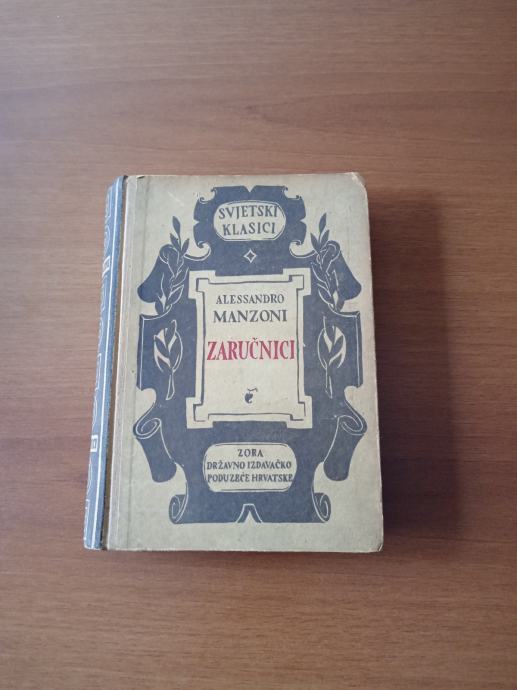 SVJETSKI
KLASICI
ALESSANDRO
MANZONI
ZARUČNICI
ZORA
DRŽAVNO IZDAVAČKO
PODUZEĆE HRVATSKE